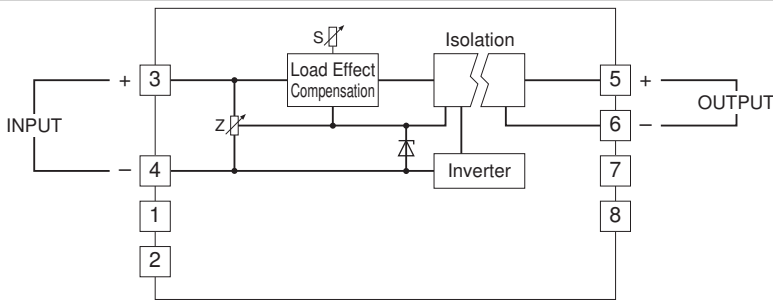 S
Isolation
+ 3
Load Effect
Compensation
5 +
INPUT
OUTPUT
Z
6 −
− 4
Inverter
7
1
8
2